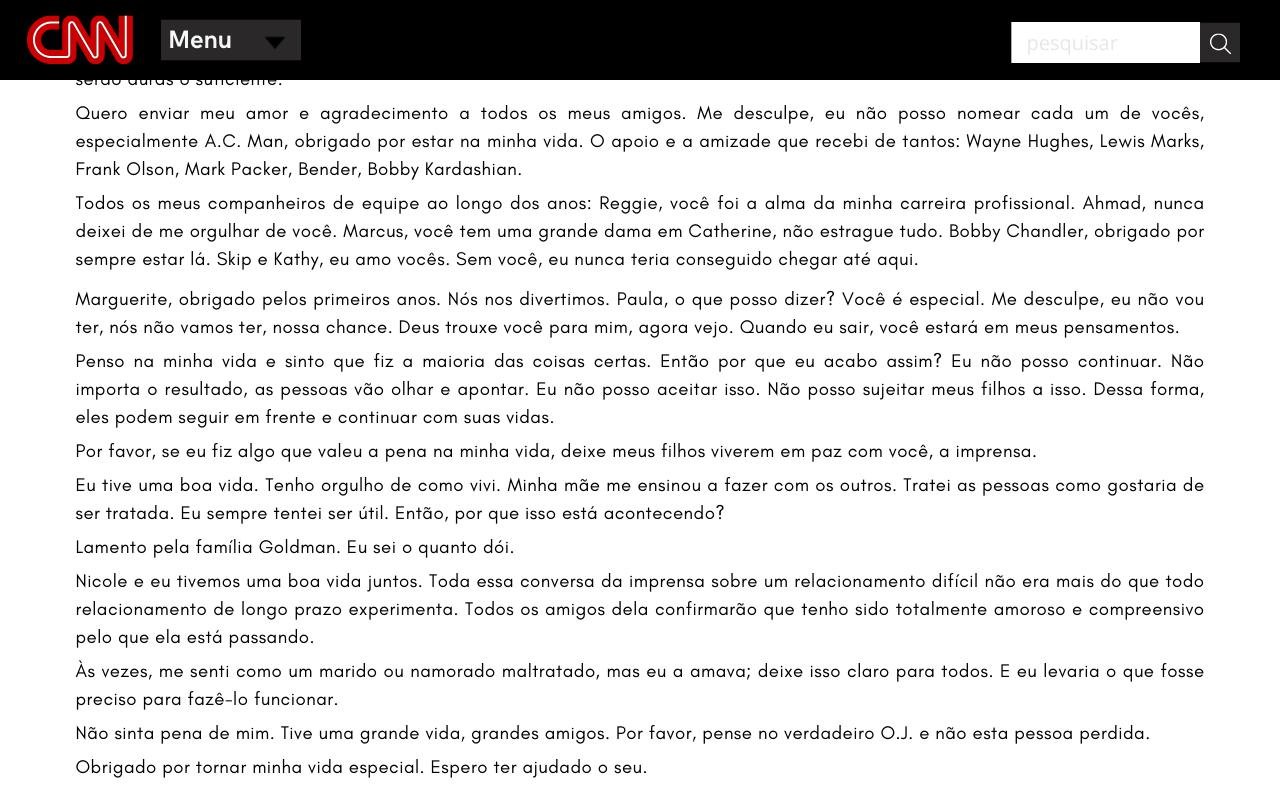 CNN
Menu
pesquisar
serão duras o suficiente.
Quero enviar meu amor e agradecimento a todos os meus amigos. Me desculpe, eu não posso nomear cada um de vocês,
especialmente A.C. Man, obrigado por estar na minha vida. O apoio e a amizade que recebi de tantos: Wayne Hughes, Lewis Marks,
Frank Olson, Mark Packer, Bender, Bobby Kardashian.
Todos os meus companheiros de equipe ao longo dos anos: Reggie, você foi a alma da minha carreira profissional. Ahmad, nunca
deixei de me orgulhar de você. Marcus, você tem uma grande dama em Catherine, não estrague tudo. Bobby Chandler, obrigado por
sempre estar lá. Skip e Kathy, eu amo vocês. Sem você, eu nunca teria conseguido chegar até aqui.
Marguerite, obrigado pelos primeiros anos. Nós nos divertimos. Paula, o que posso dizer? Você é especial. Me desculpe, eu não vou
ter, nós não vamos ter, nossa chance. Deus trouxe você para mim, agora vejo. Quando eu sair, você estará em meus pensamentos.
Penso na minha vida e sinto que fiz a maioria das coisas certas. Então por que eu acabo assim? Eu não posso continuar. Não
importa o resultado, as pessoas vão olhar e apontar. Eu não posso aceitar isso. Não posso sujeitar meus filhos a isso. Dessa forma,
eles podem seguir em frente e continuar com suas vidas.
Por favor, se eu fiz algo que valeu a pena na minha vida, deixe meus filhos viverem em paz com você, a imprensa.
Eu tive uma boa vida. Tenho orgulho de como vivi. Minha mãe me ensinou a fazer com os outros. Tratei as pessoas como gostaria de
ser tratada. Eu sempre tentei ser útil. Então, por que isso está acontecendo?
Lamento pela família Goldman. Eu sei o quanto dói.
Nicole e eu tivemos uma boa vida juntos. Toda essa conversa da imprensa sobre um relacionamento difícil não era mais do que todo
relacionamento de longo prazo experimenta. Todos os amigos dela confirmarão que tenho sido totalmente amoroso e compreensivo
pelo que ela está passando.
Às vezes, me senti como um marido ou namorado maltratado, mas eu a amava; deixe isso claro para todos. E eu levaria o que fosse
preciso para fazê-lo funcionar.
Não sinta pena de mim. Tive uma grande vida, grandes amigos. Por favor, pense no verdadeiro O.J. e não esta pessoa perdida.
Obrigado por tornar minha vida especial. Espero ter ajudado o seu.